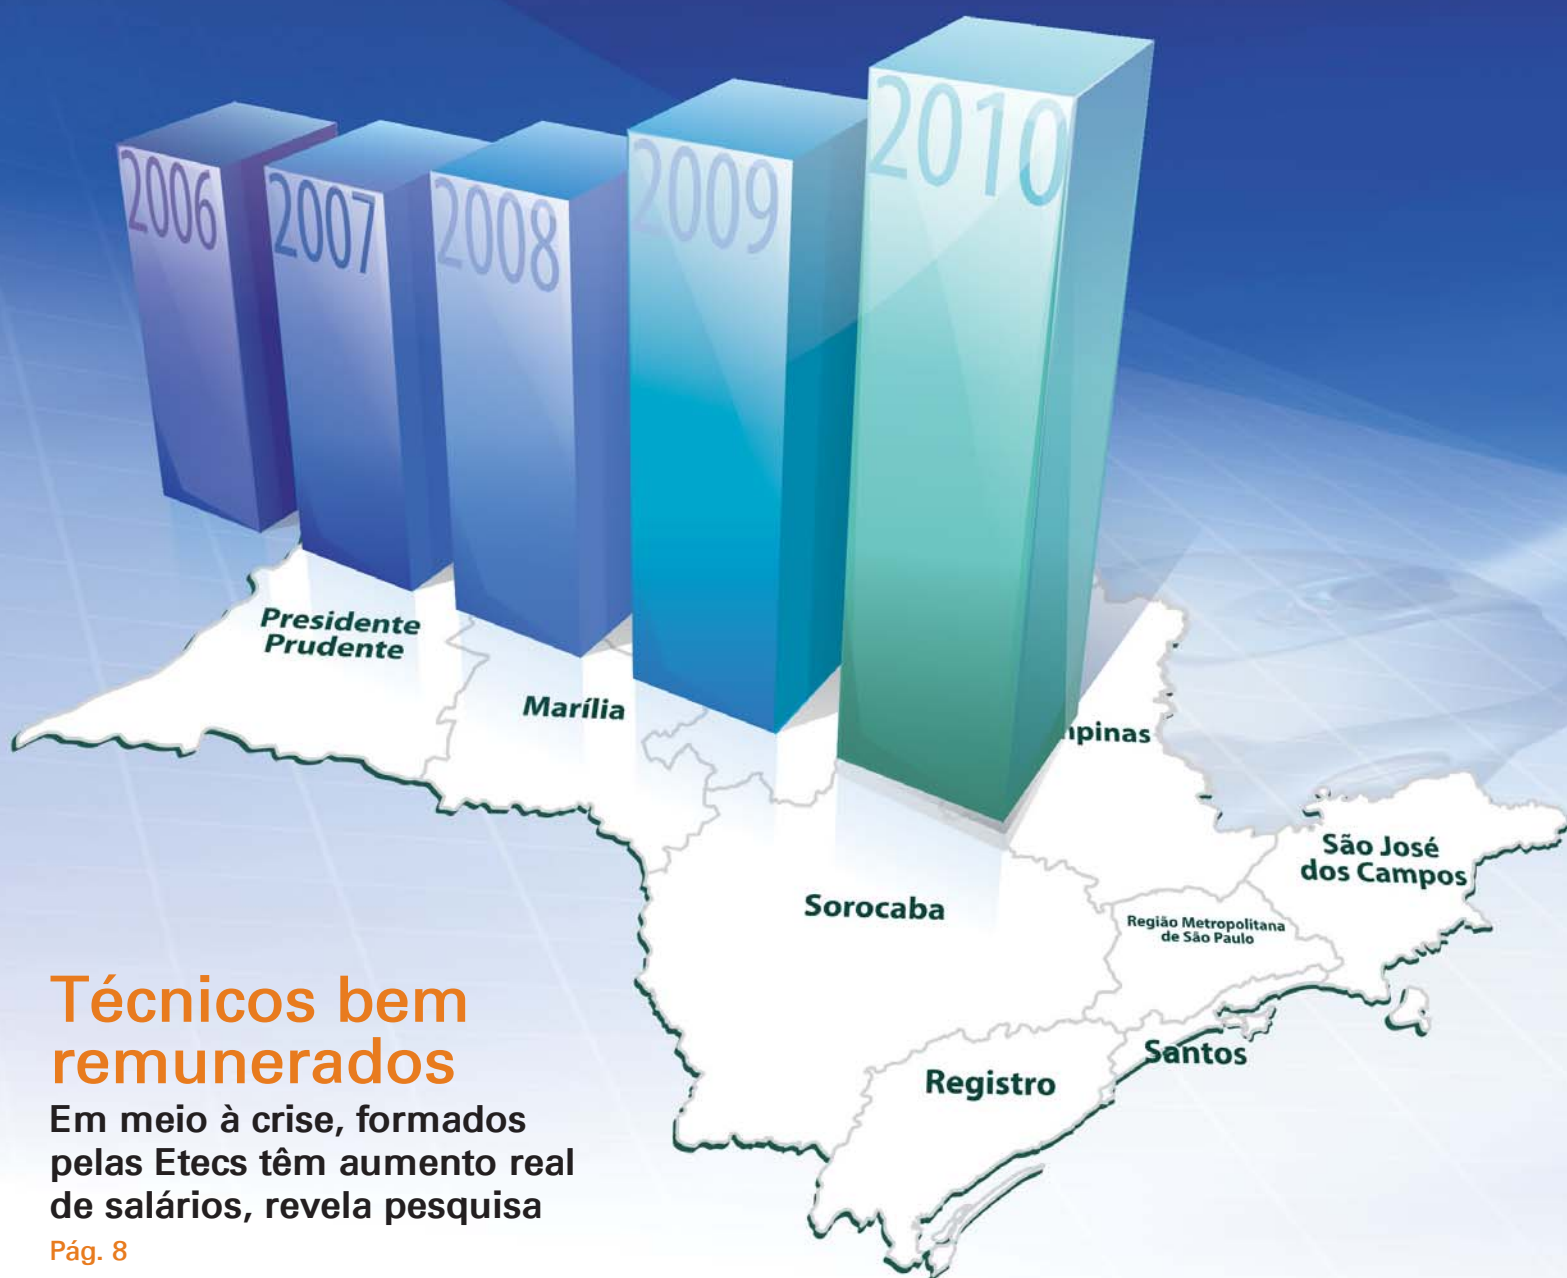 2006
2007
2008
2009
2010
Presidente
Prudente
Marília
mpinas
São José
dos Campos
Sorocaba
Região Metropolitana
de São Paulo
Santos
Registro
Técnicos bem
remunerados
Em meio à crise, formados
pelas Etecs têm aumento real
de salários, revela pesquisa
Pág. 8